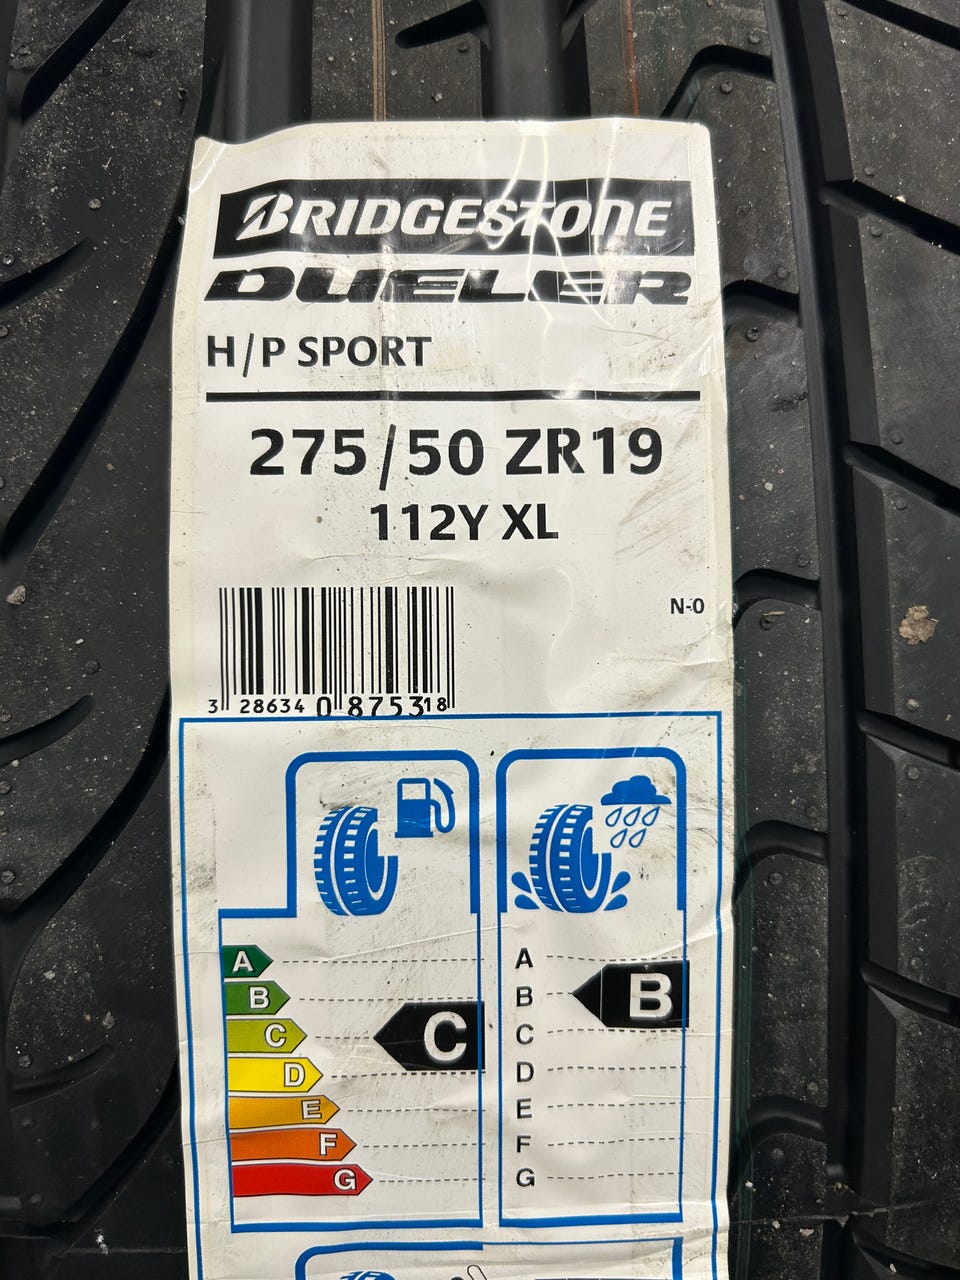 BRIDGESTONE
DUELER
H/P SPORT
275/50 ZR19
112Y XL
N-0
3 286340 875318
A
B
C
D
E
F
G
C
A
B
C
D
E
F
G
B